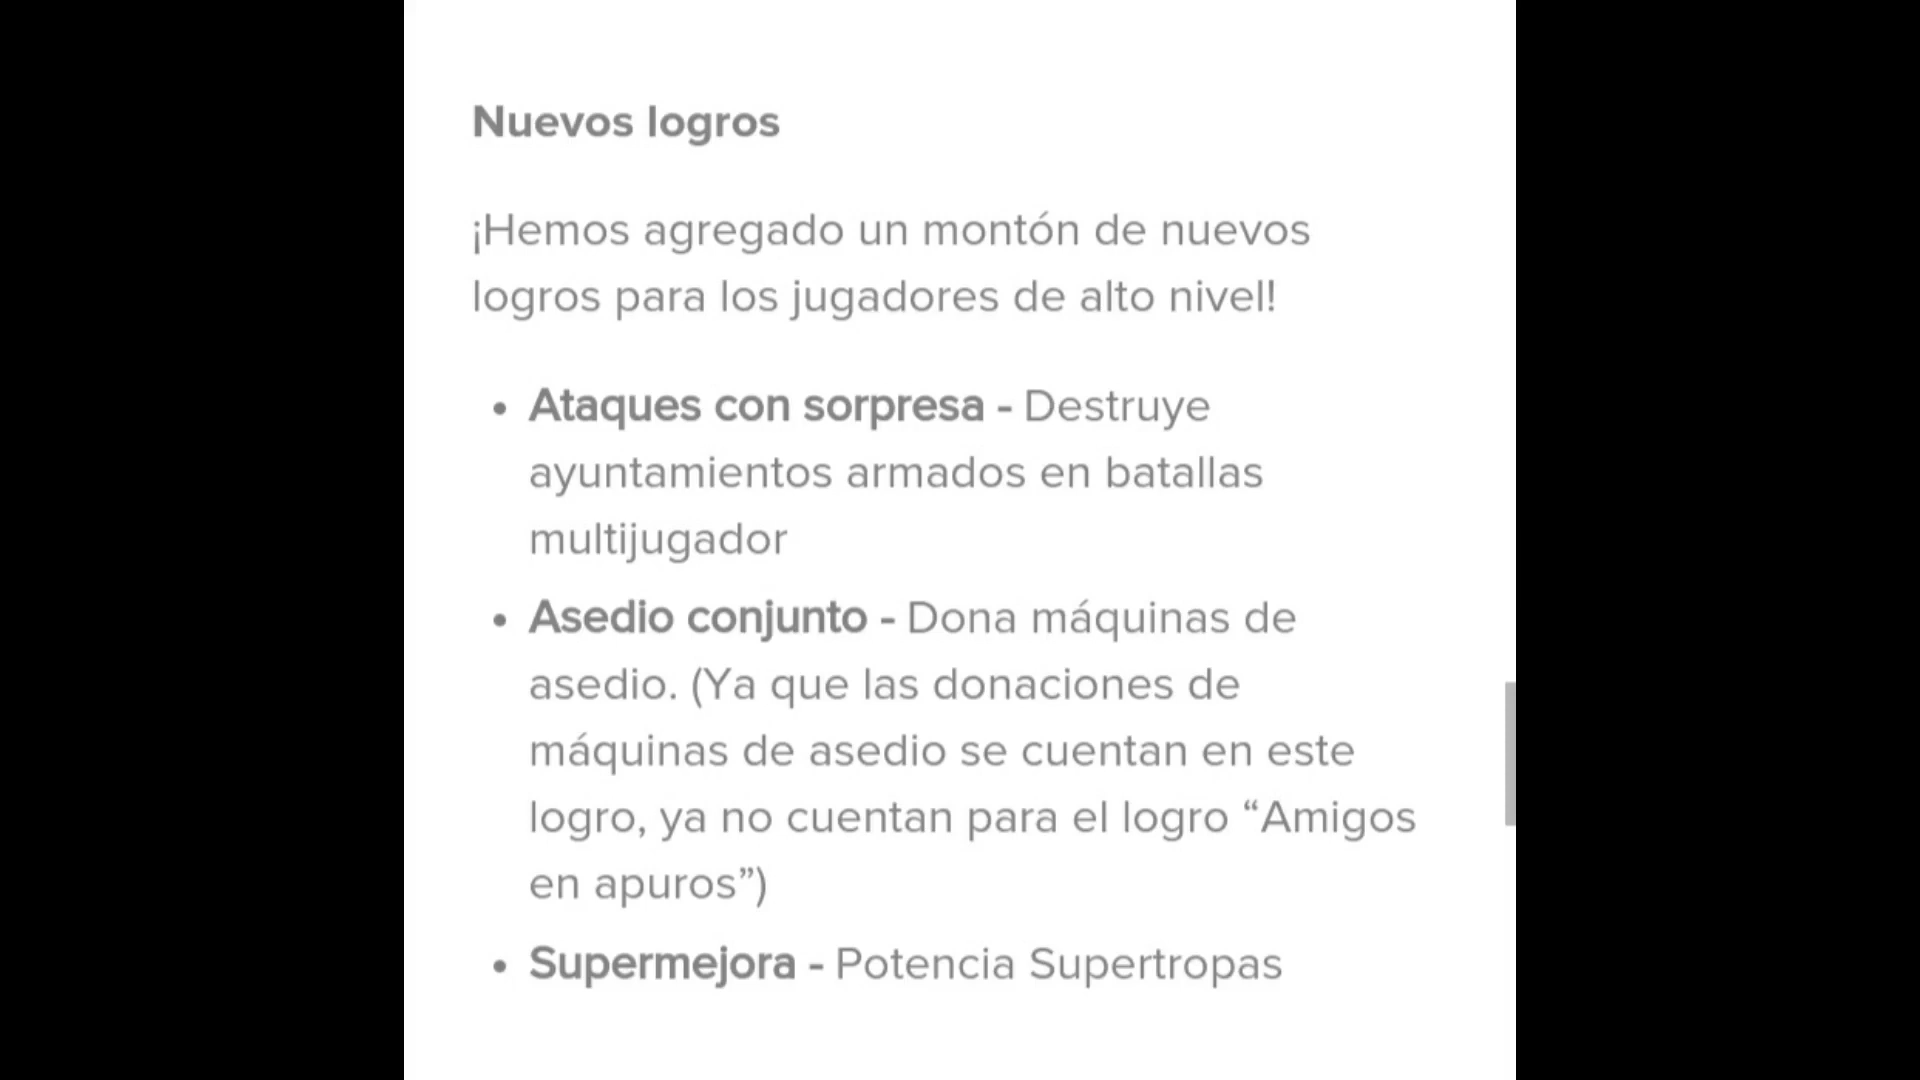 Nuevos logros
¡Hemos agregado un montón de nuevos
logros para los jugadores de alto nivel!
• Ataques con sorpresa - Destruye
ayuntamientos armados en batallas
multijugador
• Asedio conjunto - Dona máquinas de
asedio. (Ya que las donaciones de
máquinas de asedio se cuentan en este
logro, ya no cuentan para el logro “Amigos
en apuros”)
• Supermejora - Potencia Supertropas